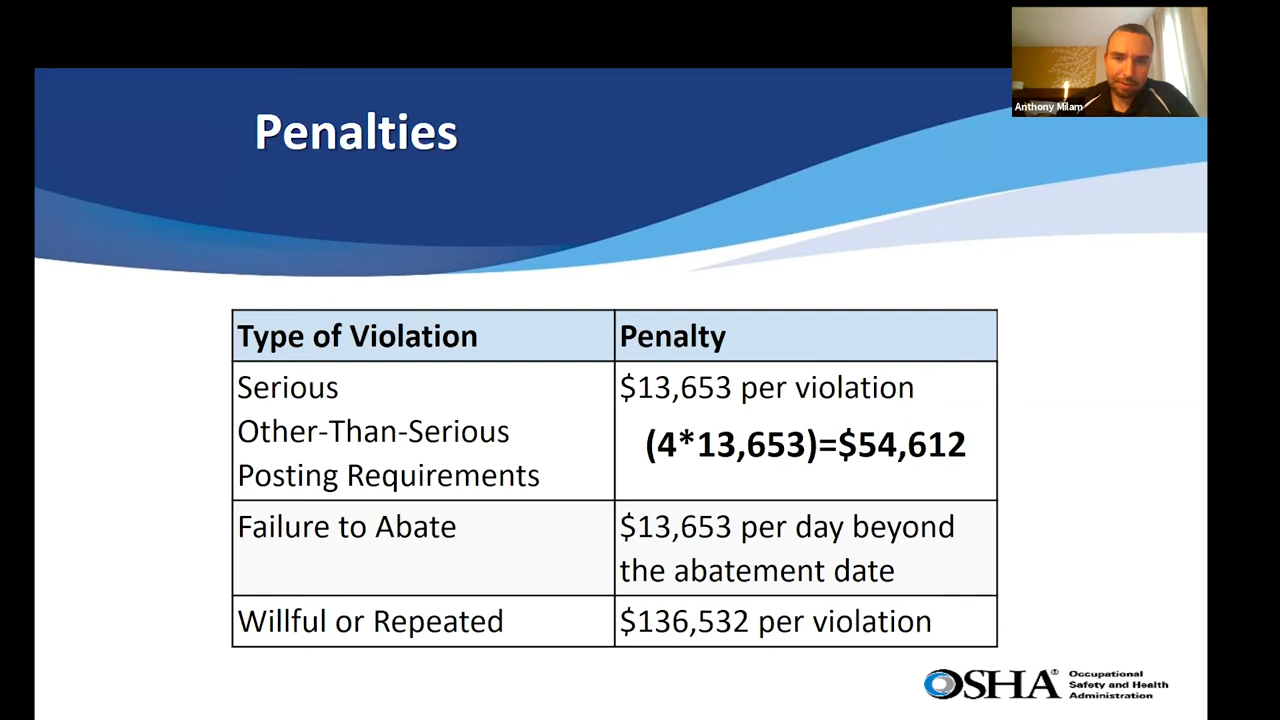 Anthony Milam
Penalties
Type of Violation
Penalty
Serious
$13,653 per violation
Other-Than-Serious
(4*13,653)=$54,612
Posting Requirements
Failure to Abate
$13,653 per day beyond
the abatement date
Willful or Repeated
$136,532 per violation
OSHA®
Occupational
Safety and Health
Administration